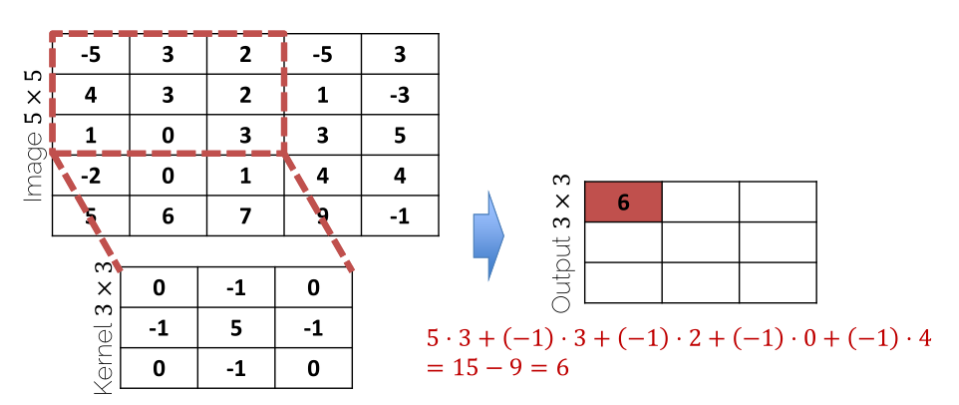 Image 5 × 5
-5 3 2 -5 3
4 3 2 1 -3
1 0 3 3 5
-2 0 1 4 4
5 6 7 9 -1
Kernel 3 × 3
0 -1 0
-1 5 -1
0 -1 0
Output 3 × 3
6
5 · 3 + (−1) · 3 + (−1) · 2 + (−1) · 0 + (−1) · 4
= 15 − 9 = 6